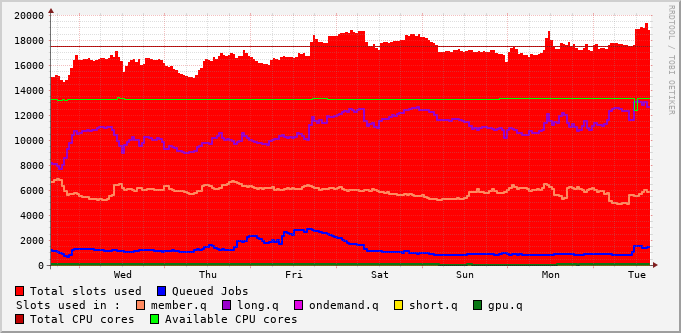 RRDTOOL / TOBI OETIKER
20000
18000
16000
14000
12000
10000
8000
6000
4000
2000
0
Wed Thu Fri Sat Sun Mon Tue
Total slots used Queued Jobs
Slots used in : member.q long.q ondemand.q short.q gpu.q
Total CPU cores Available CPU cores